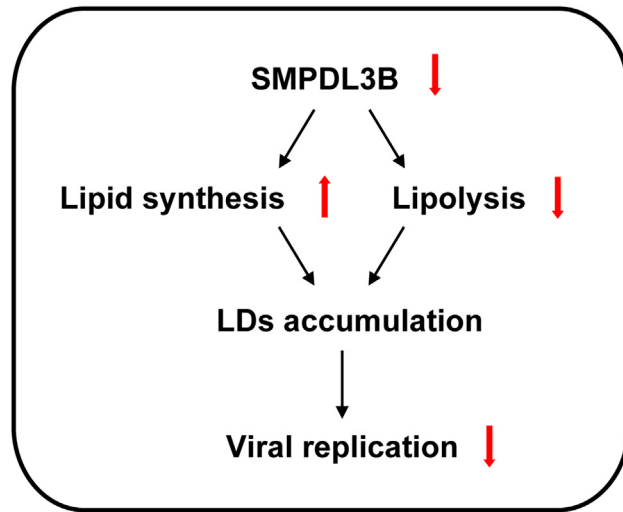 SMPDL3B
Lipid synthesis Lipolysis
LDs accumulation
Viral replication